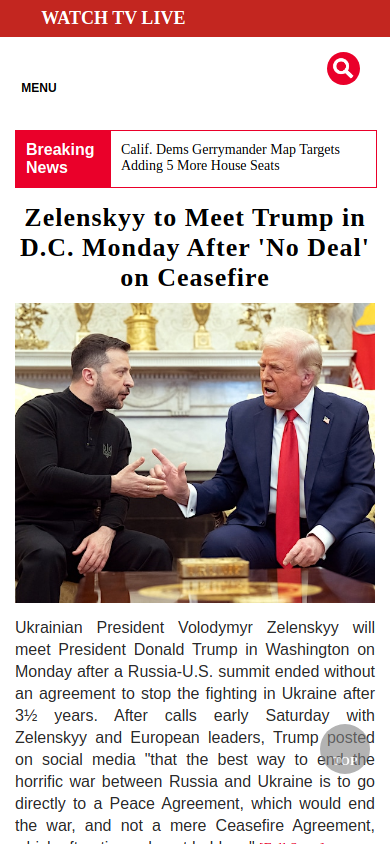 WATCH TV LIVE
MENU
Breaking
News
Calif. Dems Gerrymander Map Targets
Adding 5 More House Seats
Zelenskyy to Meet Trump in
D.C. Monday After 'No Deal'
on Ceasefire
Ukrainian President Volodymyr Zelenskyy will
meet President Donald Trump in Washington on
Monday after a Russia-U.S. summit ended without
an agreement to stop the fighting in Ukraine after
3½ years. After calls early Saturday with
Zelenskyy and European leaders, Trump posted
on social media "that the best way to end the
horrific war between Russia and Ukraine is to go
directly to a Peace Agreement, which would end
the war, and not a mere Ceasefire Agreement,